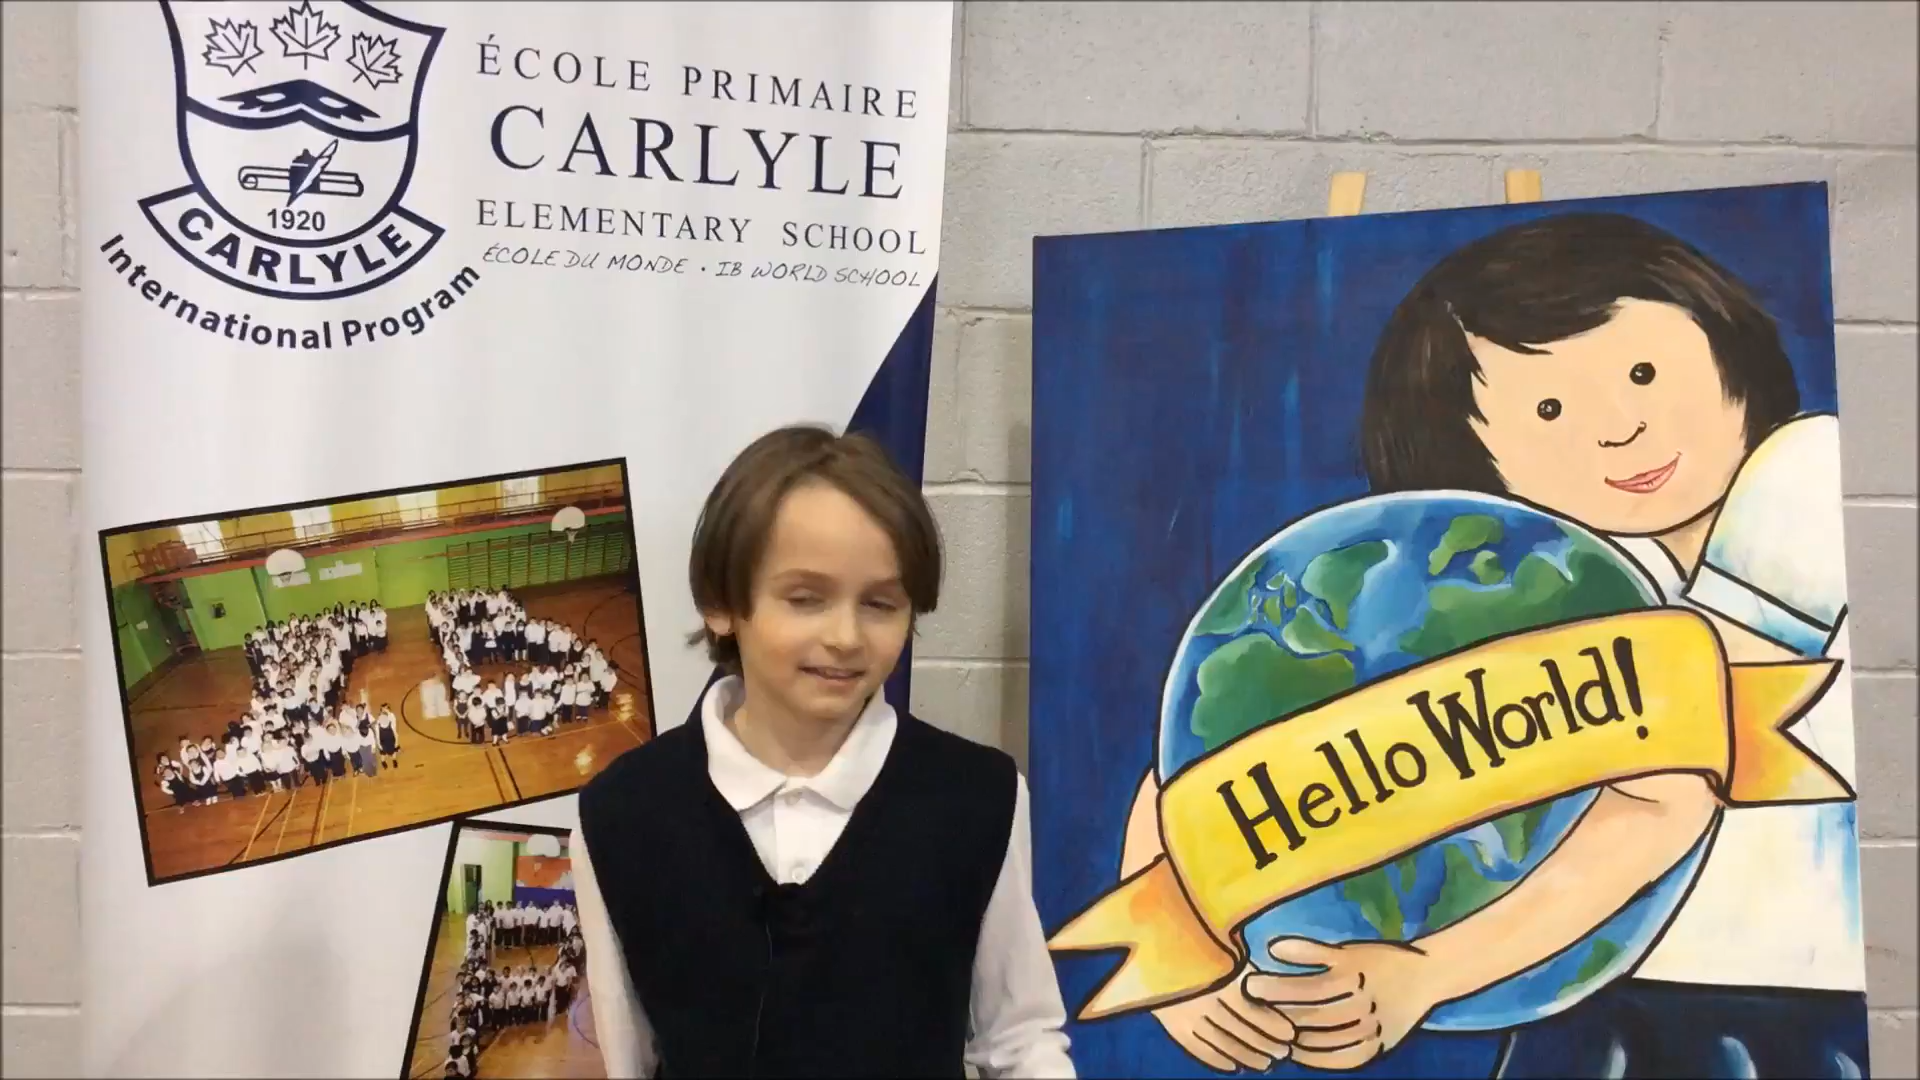 1920
CARLYLE
International Program
ÉCOLE PRIMAIRE
CARLYLE
ELEMENTARY SCHOOL
ÉCOLE DU MONDE • IB WORLD SCHOOL
Hello World!